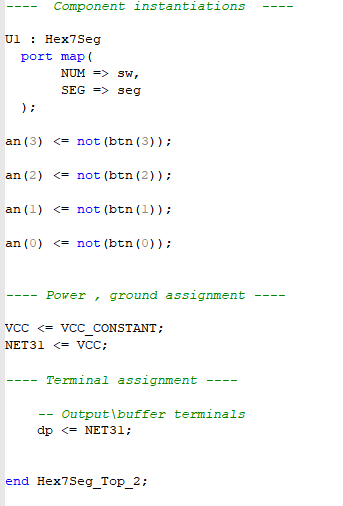 ---- Component instantiations ----
U1 : Hex7Seg
port map(
NUM => sw,
SEG => seg
);
an(3) <= not(btn(3));
an(2) <= not(btn(2));
an(1) <= not(btn(1));
an(0) <= not(btn(0));
---- Power , ground assignment ----
VCC <= VCC_CONSTANT;
NET31 <= VCC;
---- Terminal assignment ----
-- Output\buffer terminals
dp <= NET31;
end Hex7Seg_Top_2;